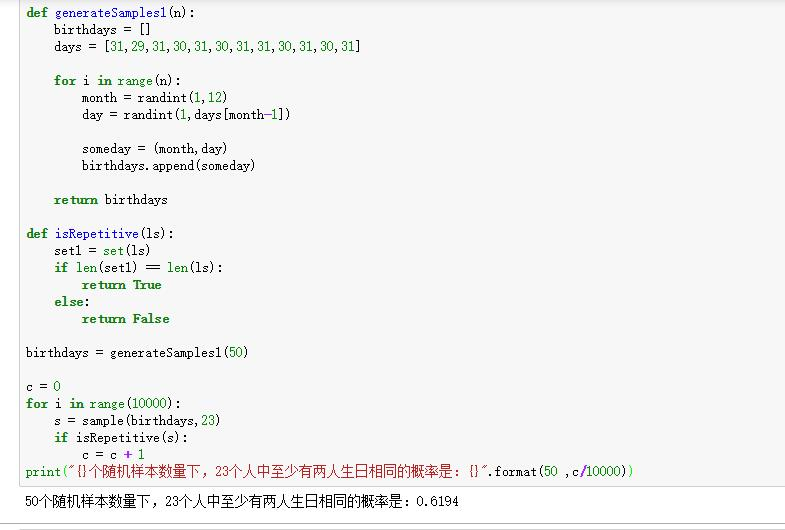 def generateSamples1(n):
    birthdays = []
    days = [31,29,31,30,31,30,31,31,30,31,30,31]
    for i in range(n):
        month = randint(1,12)
        day = randint(1,days[month-1])
        someday = (month,day)
        birthdays.append(someday)
    return birthdays
def isRepetitive(ls):
    set1 = set(ls)
    if len(set1) == len(ls):
        return True
    else:
        return False
birthdays = generateSamples1(50)
c = 0
for i in range(10000):
    s = sample(birthdays,23)
    if isRepetitive(s):
        c = c + 1
print("{}个随机样本数量下，23个人中至少有两人生日相同的概率是：{}".format(50 ,c/10000))
50个随机样本数量下，23个人中至少有两人生日相同的概率是：0.6194